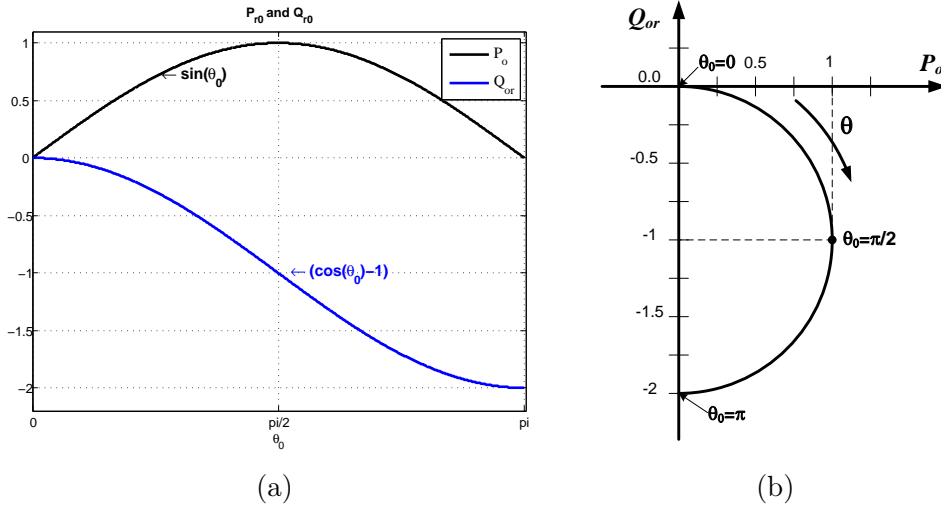 P_r0 and Q_r0
1
0.5
0
−0.5
−1
−1.5
−2
0
pi/2
pi
θ_0
← sin(θ_0)
← (cos(θ_0)−1)
P_o
Q_or
(a)
Q_or
P_o
θ_0=0
0.0
0.5
1
θ
-0.5
-1
θ_0=π/2
-1.5
-2
θ_0=π
(b)